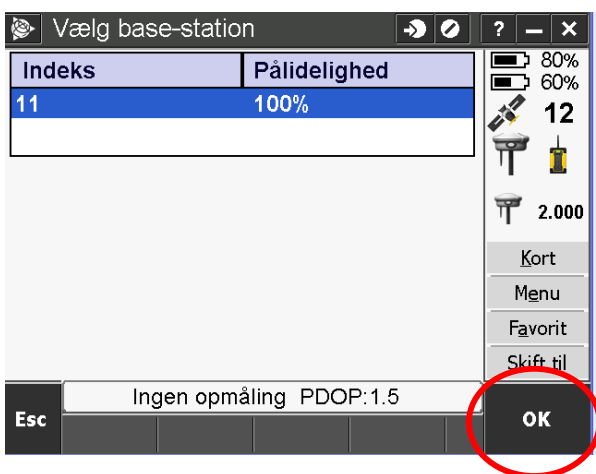 Vælg base-station
? – ×
Indeks Pålidelighed
11 100%
80%
60%
12
2.000
Kort
Menu
Favorit
Skift til
Ingen opmåling PDOP:1.5
Esc
OK